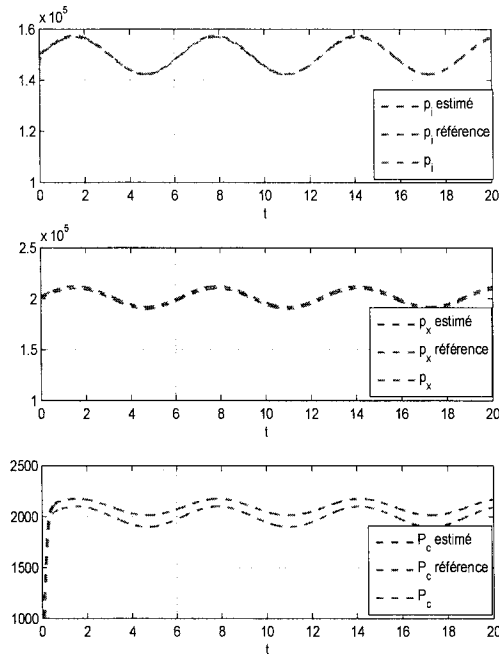 x 10^5
1.6
1.4
1.2
1
0 2 4 6 8 10 12 14 16 18 20
t
p_i estimé
p_i référence
p_i
x 10^5
2.5
2
1
0 2 4 6 8 10 12 14 16 18 20
t
p_x estimé
p_x référence
p_x
2500
2000
1500
1000
0 2 4 6 8 10 12 14 16 18 20
t
P_c estimé
P_c référence
P_c